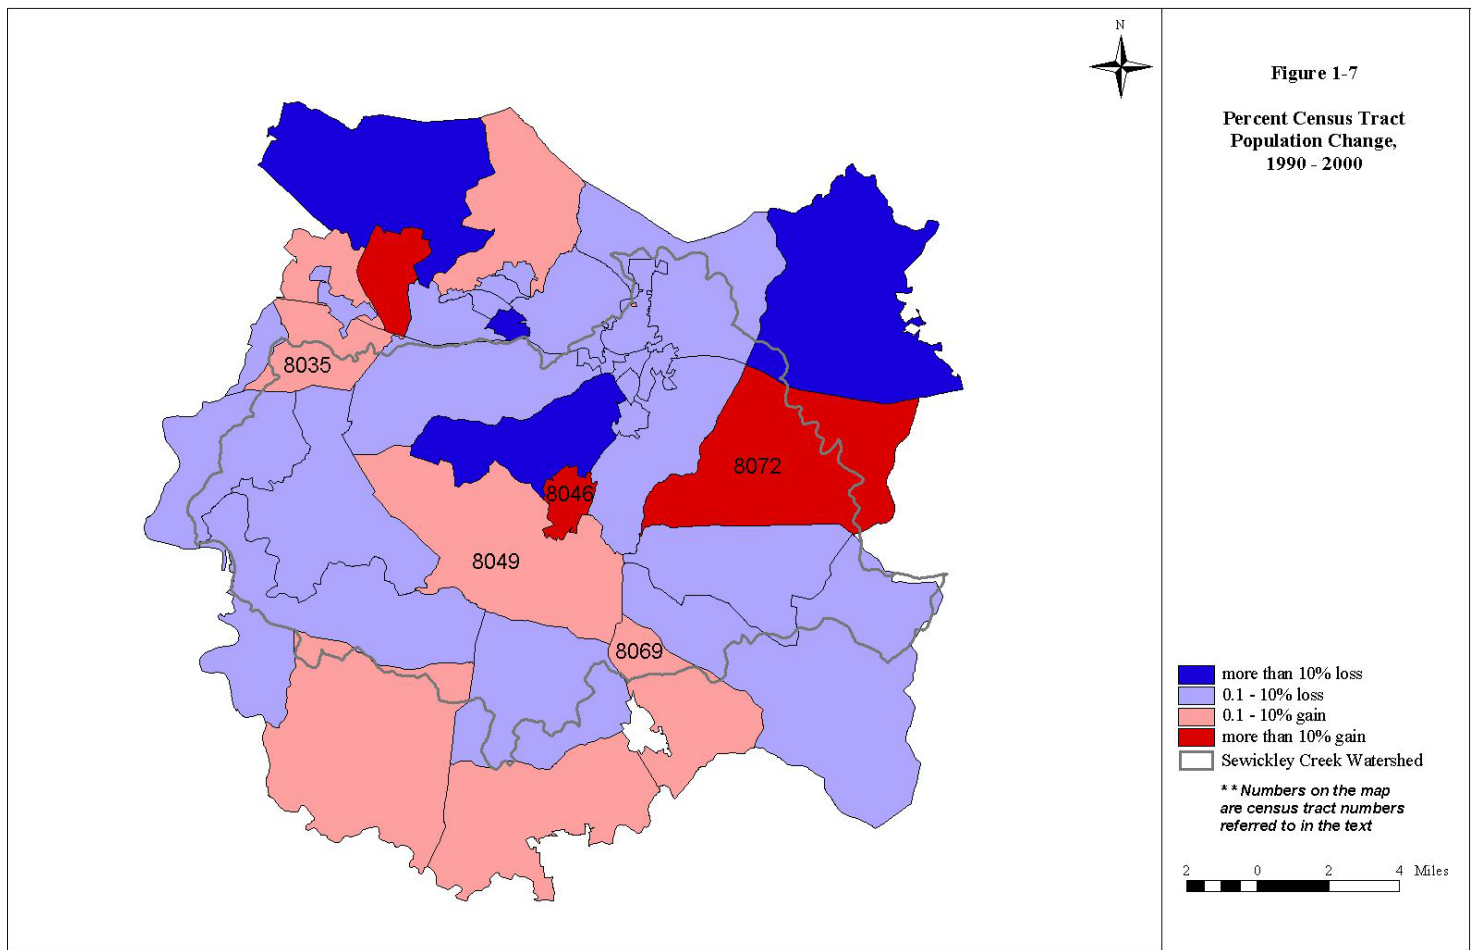 N
Figure 1-7
Percent Census Tract
Population Change,
1990 - 2000
8035
8072
8046
8049
8069
more than 10% loss
0.1 - 10% loss
0.1 - 10% gain
more than 10% gain
Sewickley Creek Watershed
* * Numbers on the map
are census tract numbers
referred to in the text
2 0 2 4 Miles